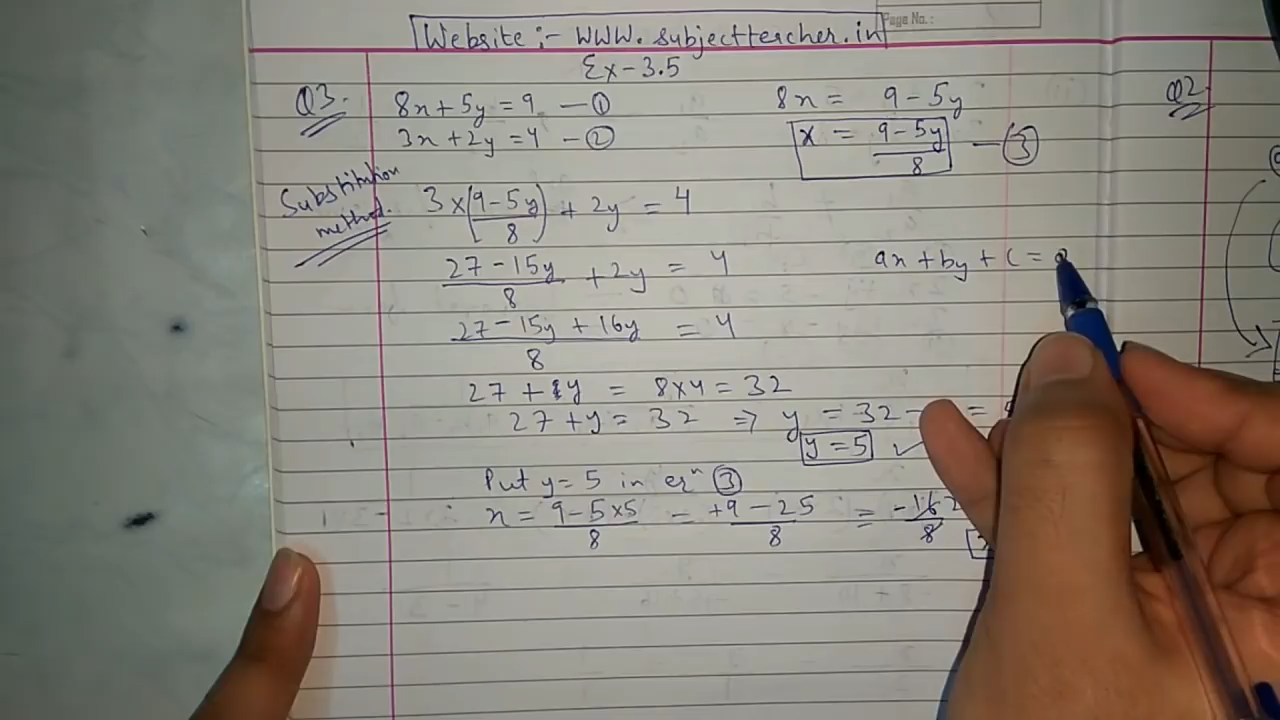 Page No.:
Website :- www.subjectteacher.in
Ex-3.5
Q3.
8x + 5y = 9 — ①
3x + 2y = 4 — ②
8x = 9 - 5y
x = 9-5y/8 — ③
Q2
Substitution method.
3 × (9-5y/8) + 2y = 4
27-15y/8 + 2y = 4
ax + by + c = 0
27-15y + 16y/8 = 4
27 + 1y = 8×4 = 32
27 + y = 32 ⇒ y = 32 - =
y = 5 ✓
Put y = 5 in eqⁿ ③
x = 9-5×5/8 = +9-25/8 = -16/8 2